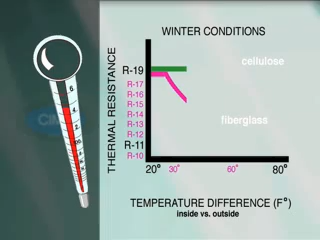 WINTER CONDITIONS
cellulose
fiberglass
THERMAL RESISTANCE
R-19
R-17
R-16
R-15
R-14
R-13
R-12
R-11
R-10
20° 30° 60° 80°
TEMPERATURE DIFFERENCE (F°)
inside vs. outside